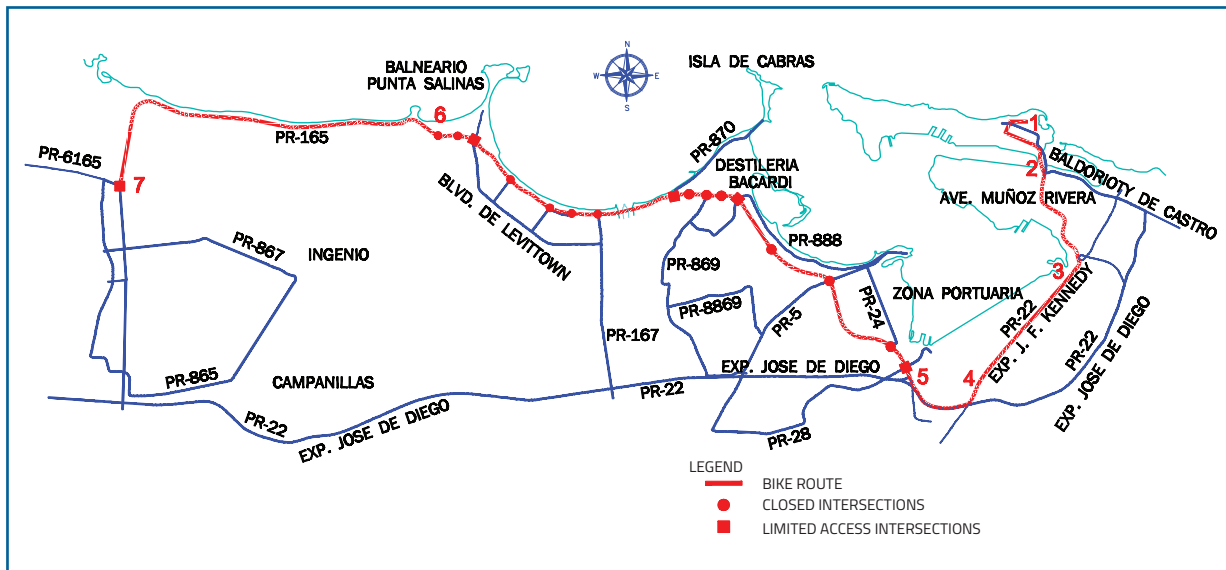 N
W
E
S
BALNEARIO
PUNTA SALINAS
ISLA DE CABRAS
6
1
PR-165
PR-870
PR-6165
7
DESTILERIA
BACARDI
2
BALDORIOTY DE CASTRO
BLVD. DE LEVITTOWN
AVE. MUÑOZ RIVERA
PR-867
INGENIO
PR-869
PR-888
3
PR-8869
PR-5
PR-24
ZONA PORTUARIA
PR-22
EXP. J. F. KENNEDY
PR-167
PR-22
EXP. JOSE DE DIEGO
PR-865
CAMPANILLAS
PR-22
EXP. JOSE DE DIEGO
5
4
PR-22
EXP. JOSE DE DIEGO
PR-28
LEGEND
BIKE ROUTE
CLOSED INTERSECTIONS
LIMITED ACCESS INTERSECTIONS